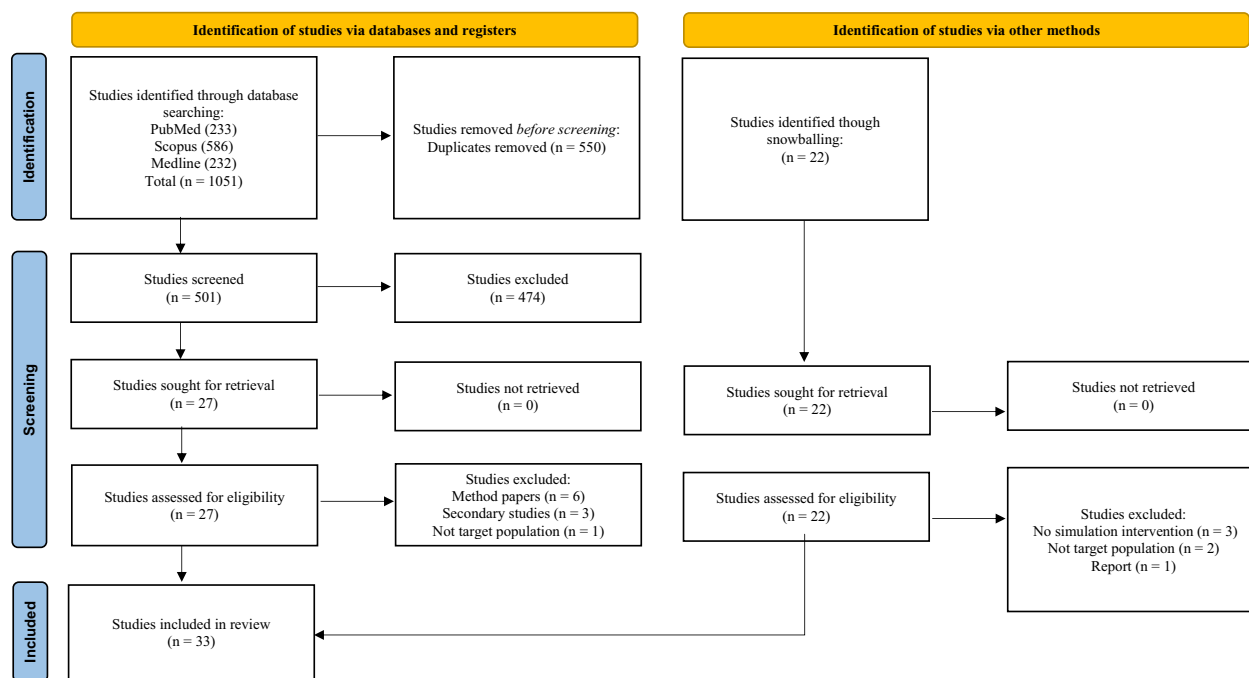 Identification of studies via databases and registers
Identification of studies via other methods
Identification
Studies identified through database
searching:
PubMed (233)
Scopus (586)
Medline (232)
Total (n = 1051)
Studies removed before screening:
Duplicates removed (n = 550)
Studies identified though
snowballing:
(n = 22)
Screening
Studies screened
(n = 501)
Studies excluded
(n = 474)
Studies sought for retrieval
(n = 27)
Studies not retrieved
(n = 0)
Studies sought for retrieval
(n = 22)
Studies not retrieved
(n = 0)
Studies assessed for eligibility
(n = 27)
Studies excluded:
Method papers (n = 6)
Secondary studies (n = 3)
Not target population (n = 1)
Studies assessed for eligibility
(n = 22)
Studies excluded:
No simulation intervention (n = 3)
Not target population (n = 2)
Report (n = 1)
Included
Studies included in review
(n = 33)